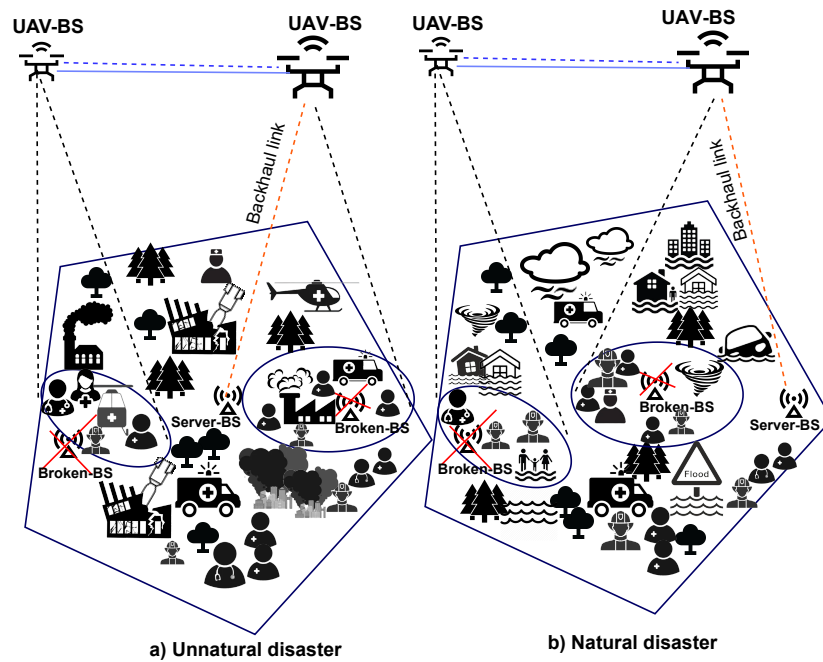 UAV-BS
UAV-BS
Backhaul link
Server-BS
Broken-BS
Broken-BS
a) Unnatural disaster
UAV-BS
UAV-BS
Backhaul link
Broken-BS
Server-BS
Broken-BS
Flood
b) Natural disaster